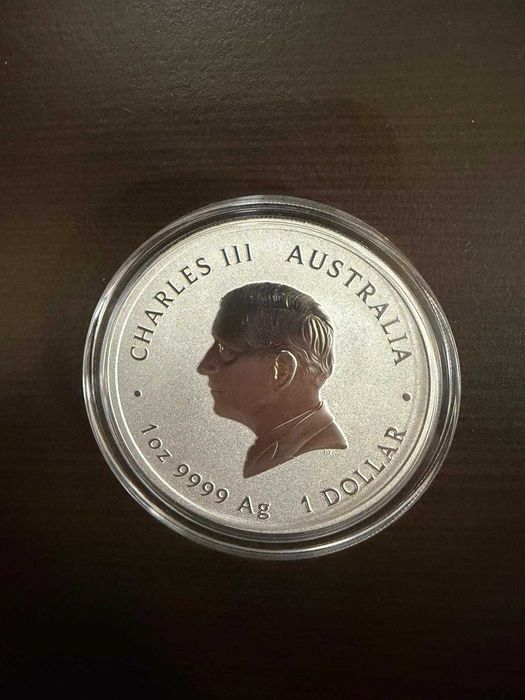 CHARLES III AUSTRALIA
• 1oz 9999 Ag 1 DOLLAR •